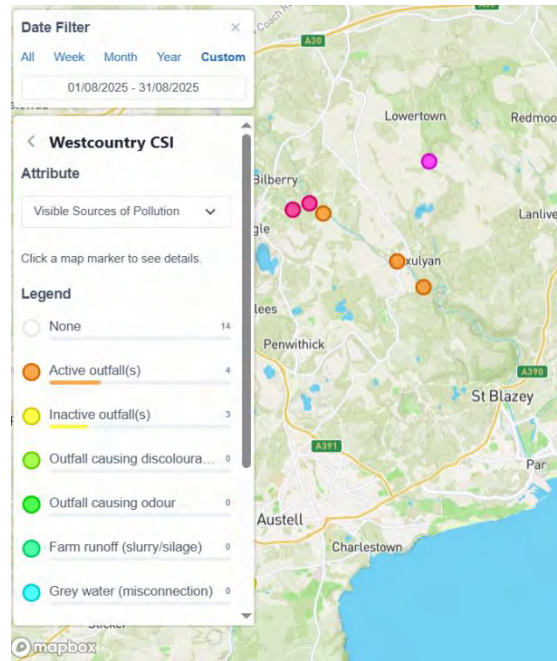 Date Filter ×
All Week Month Year Custom
01/08/2025 - 31/08/2025
Westcountry CSI
Attribute
Visible Sources of Pollution
Click a map marker to see details.
Legend
None 14
Active outfall(s) 4
Inactive outfall(s) 3
Outfall causing discoloura... 0
Outfall causing odour 0
Farm runoff (slurry/silage) 0
Grey water (misconnection) 0
mapbox
A30
Lowertown
Redmoo
Bilberry
Lanlive
gle
xulyan
lees
Penwithick
A390
St Blazey
A391
Par
Austell
Charlestown